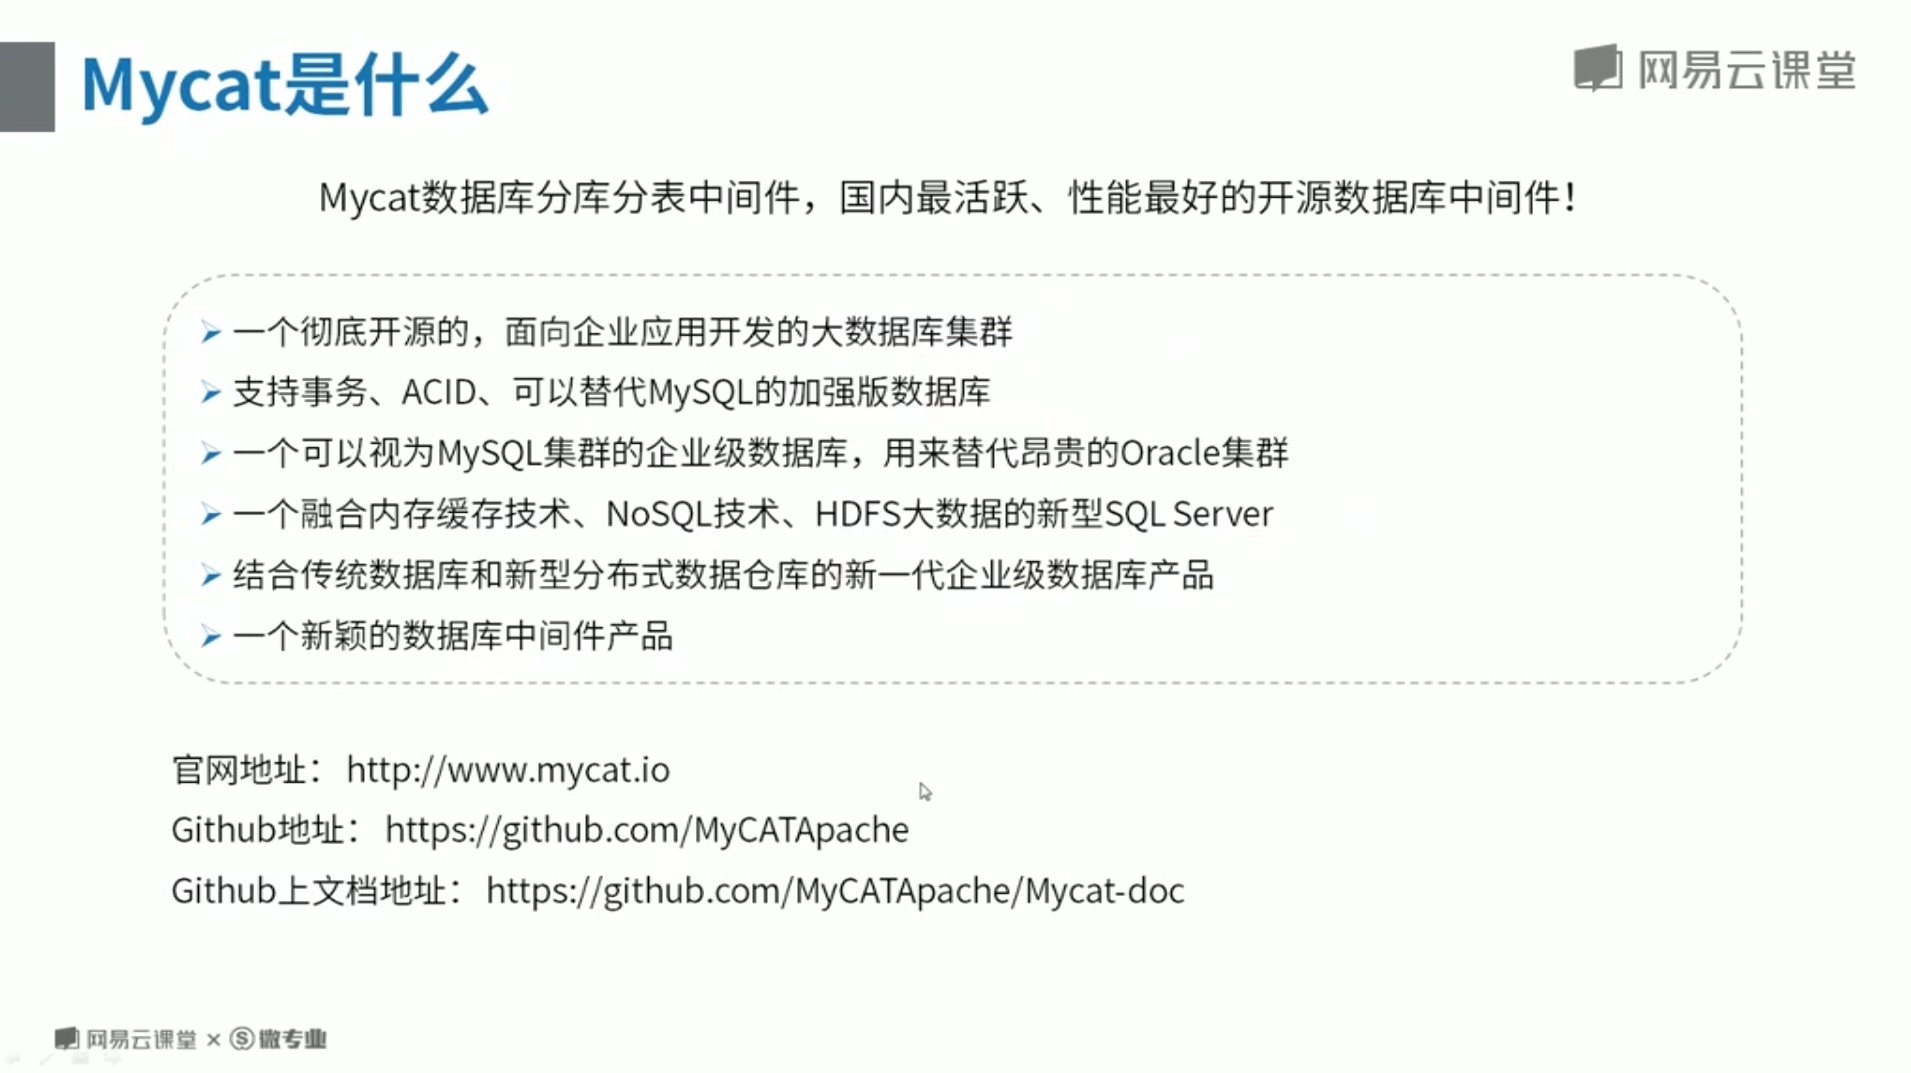 Mycat是什么
网易云课堂
Mycat数据库分库分表中间件，国内最活跃、性能最好的开源数据库中间件！
一个彻底开源的，面向企业应用开发的大数据库集群
支持事务、ACID、可以替代MySQL的加强版数据库
一个可以视为MySQL集群的企业级数据库，用来替代昂贵的Oracle集群
一个融合内存缓存技术、NoSQL技术、HDFS大数据的新型SQL Server
结合传统数据库和新型分布式数据仓库的新一代企业级数据库产品
一个新颖的数据库中间件产品
官网地址： http://www.mycat.io
Github地址： https://github.com/MyCATApache
Github上文档地址： https://github.com/MyCATApache/Mycat-doc
网易云课堂 × S 微专业